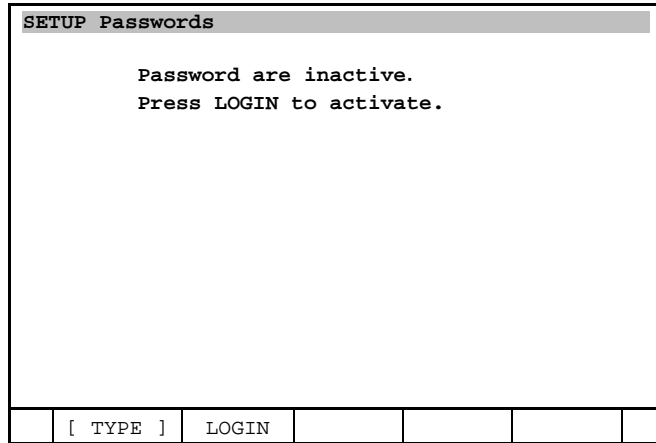 SETUP Passwords
Password are inactive.
Press LOGIN to activate.
[ TYPE ] LOGIN